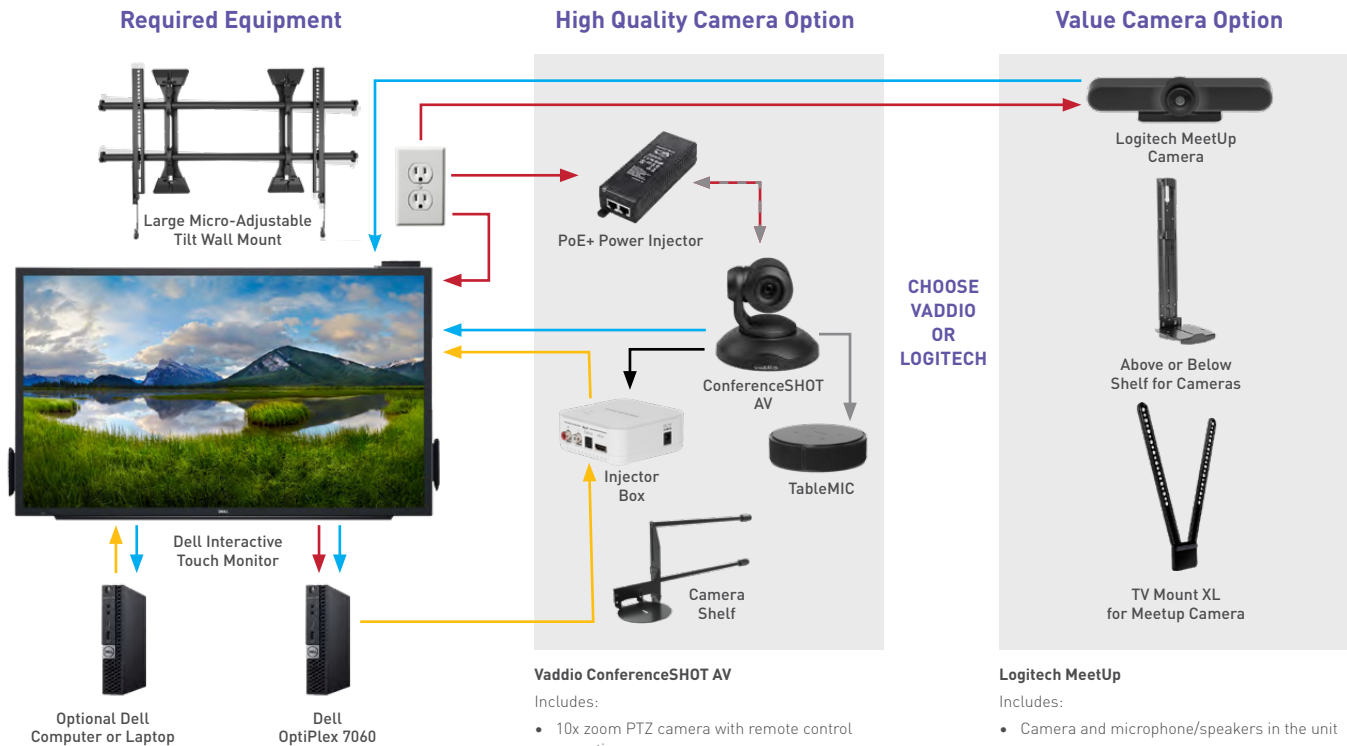 Required Equipment
High Quality Camera Option
Value Camera Option
Large Micro-Adjustable
Tilt Wall Mount
PoE+ Power Injector
Logitech MeetUp
Camera
CHOOSE
VADDIO
OR
LOGITECH
ConferenceSHOT
AV
Above or Below
Shelf for Cameras
Injector
Box
TableMIC
DELL
Dell Interactive
Touch Monitor
Camera
Shelf
TV Mount XL
for Meetup Camera
Optional Dell
Computer or Laptop
Dell
OptiPlex 7060
Vaddio ConferenceSHOT AV
Includes:
• 10x zoom PTZ camera with remote control
Logitech MeetUp
Includes:
• Camera and microphone/speakers in the unit